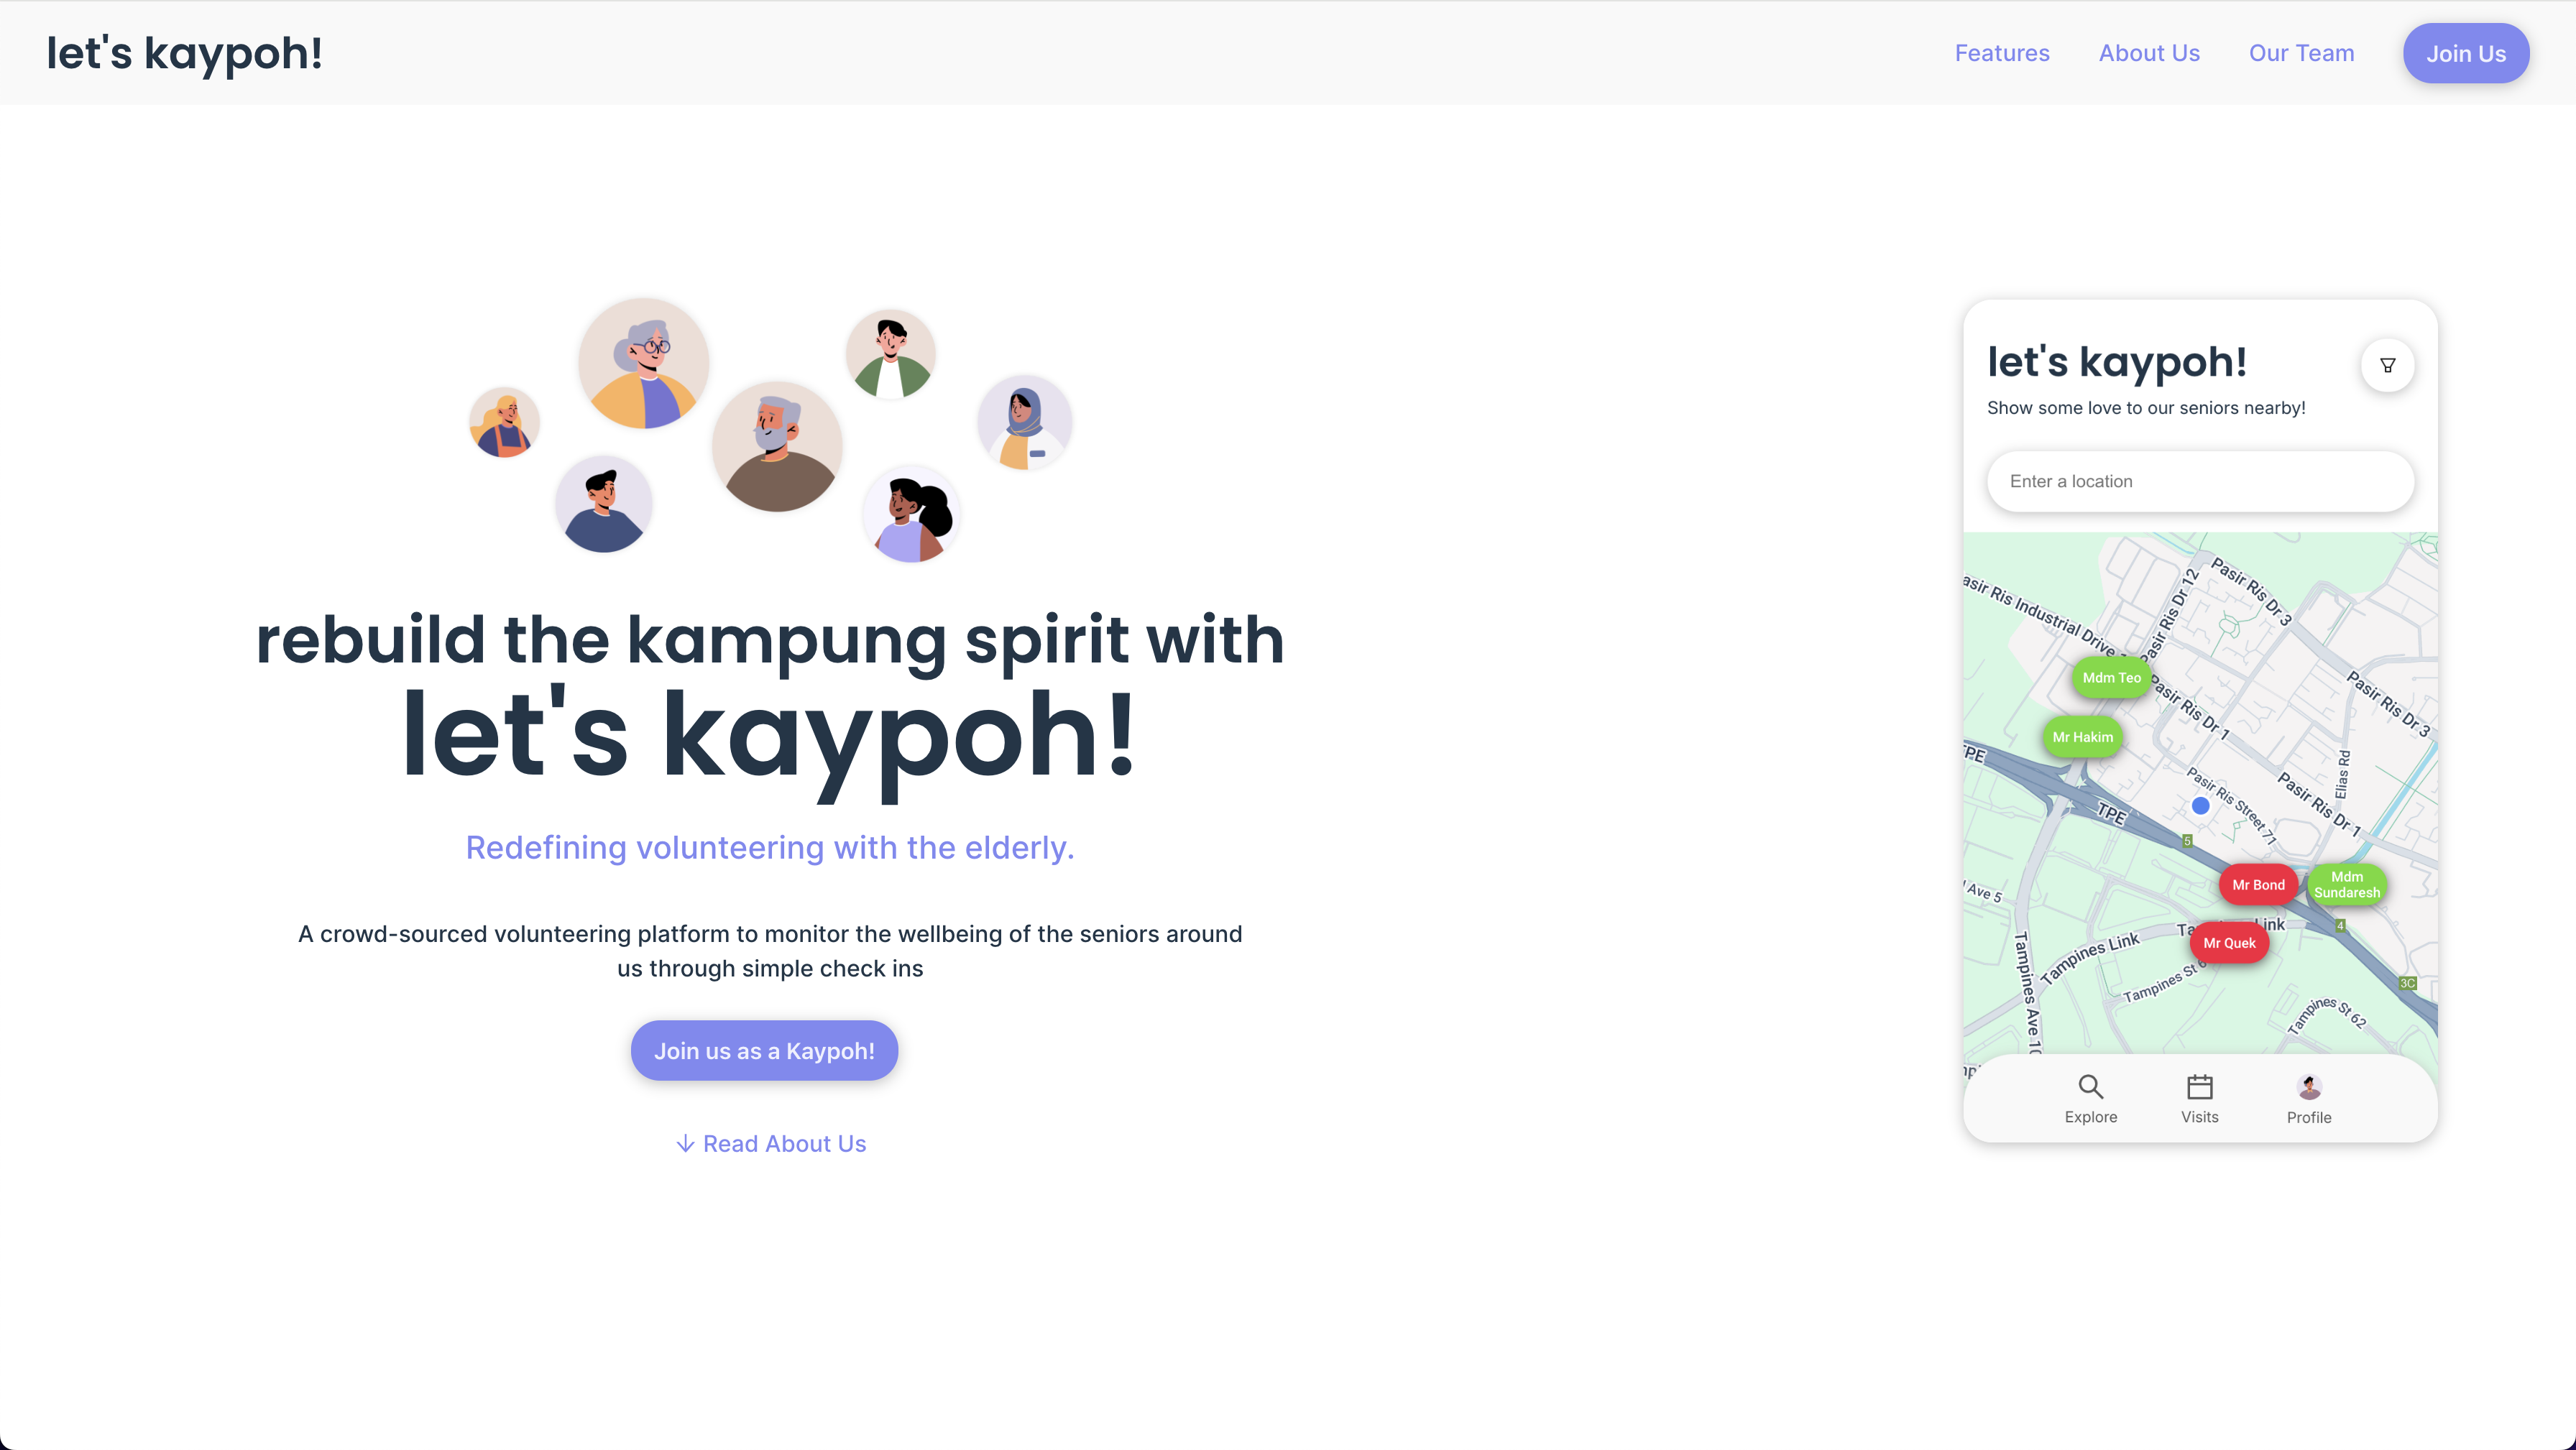 let's kaypoh!
Features
About Us
Our Team
Join Us
rebuild the kampung spirit with
let's kaypoh!
Redefining volunteering with the elderly.
A crowd-sourced volunteering platform to monitor the wellbeing of the seniors around
us through simple check ins
Join us as a Kaypoh!
↓ Read About Us
let's kaypoh!
Show some love to our seniors nearby!
Enter a location
Pasir Ris Dr 12
Pasir Ris Dr 3
asir Ris Industrial Drive
Mdm Teo
Pasir Ris Dr 1
Pasir Ris Dr 3
Mr Hakim
TPE
Elias Rd
Pasir Ris Street 71
Pasir Ris Dr 1
TPE
5
Mr Bond
Mdm
Sundaresh
Ave 5
4
Tampines Link
Mr Quek
Tampines St 6
3C
Tampines Ave 10
Tampines St 62
Explore
Visits
Profile